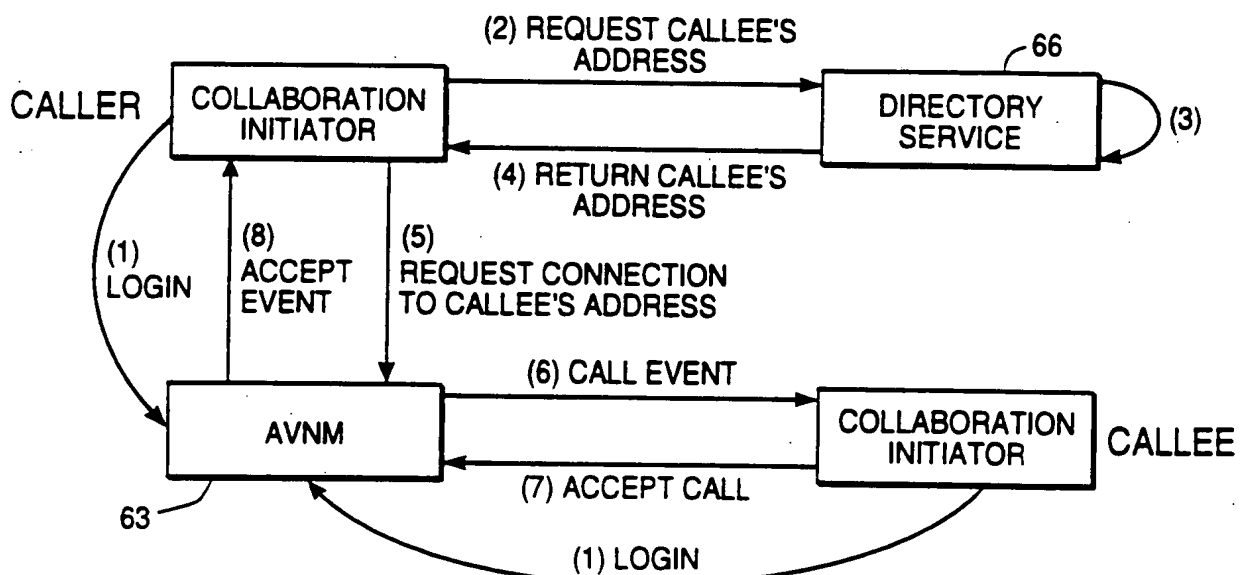 (2) REQUEST CALLEE'S
ADDRESS
66
CALLER
COLLABORATION
INITIATOR
DIRECTORY
SERVICE
(3)
(4) RETURN CALLEE'S
ADDRESS
(1)
LOGIN
(8)
ACCEPT
EVENT
(5)
REQUEST CONNECTION
TO CALLEE'S ADDRESS
(6) CALL EVENT
AVNM
COLLABORATION
INITIATOR
CALLEE
(7) ACCEPT CALL
63
(1) LOGIN